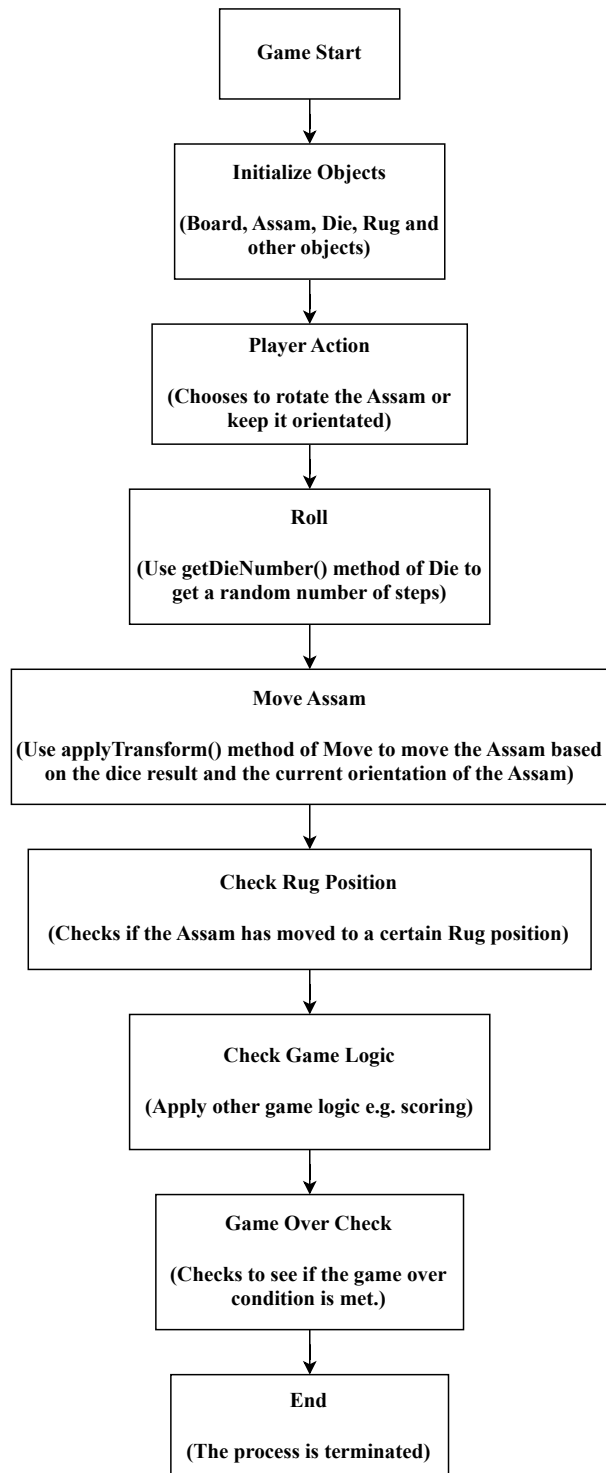 Game Start
Initialize Objects
(Board, Assam, Die, Rug and
other objects)
Player Action
(Chooses to rotate the Assam or
keep it orientated)
Roll
(Use getDieNumber() method of Die to
get a random number of steps)
Move Assam
(Use applyTransform() method of Move to move the Assam based
on the dice result and the current orientation of the Assam)
Check Rug Position
(Checks if the Assam has moved to a certain Rug position)
Check Game Logic
(Apply other game logic e.g. scoring)
Game Over Check
(Checks to see if the game over
condition is met.)
End
(The process is terminated)